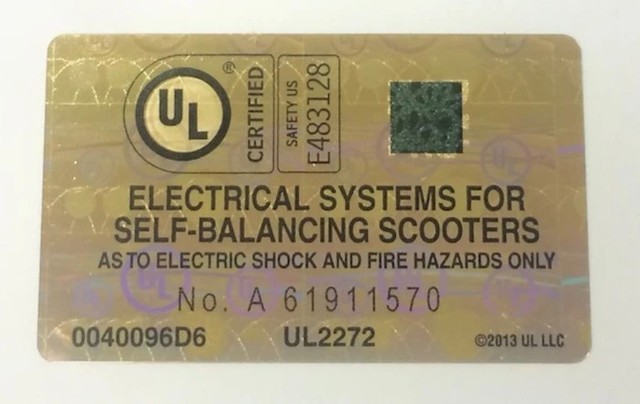 UL ®
CERTIFIED
SAFETY US
E483128
ELECTRICAL SYSTEMS FOR
SELF-BALANCING SCOOTERS
AS TO ELECTRIC SHOCK AND FIRE HAZARDS ONLY
No. A 61911570
0040096D6 UL2272 ©2013 UL LLC